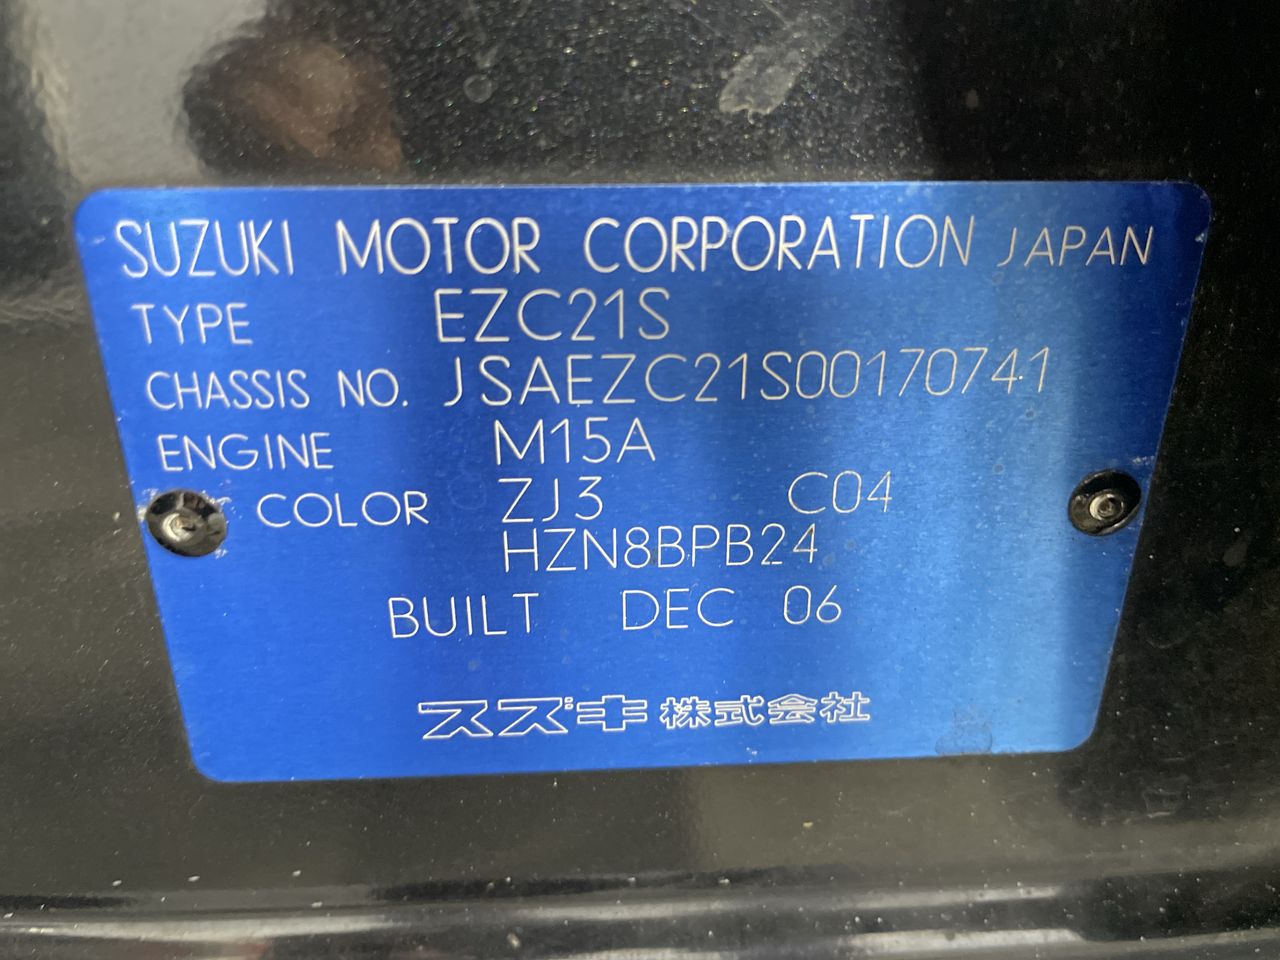 SUZUKI MOTOR CORPORATION JAPAN
TYPE EZC21S
CHASSIS NO. JSAEZC21S00170741
ENGINE M15A
COLOR ZJ3 C04
HZN8BPB24
BUILT DEC 06
スズキ株式会社